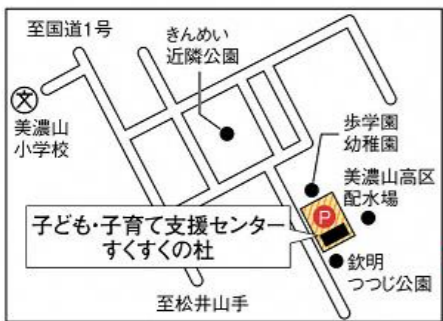 至国道1号
きんめい
近隣公園
文
美濃山
小学校
歩学園
幼稚園
美濃山高区
配水場
P
子ども・子育て支援センター
すくすくの杜
欽明
つつじ公園
至松井山手